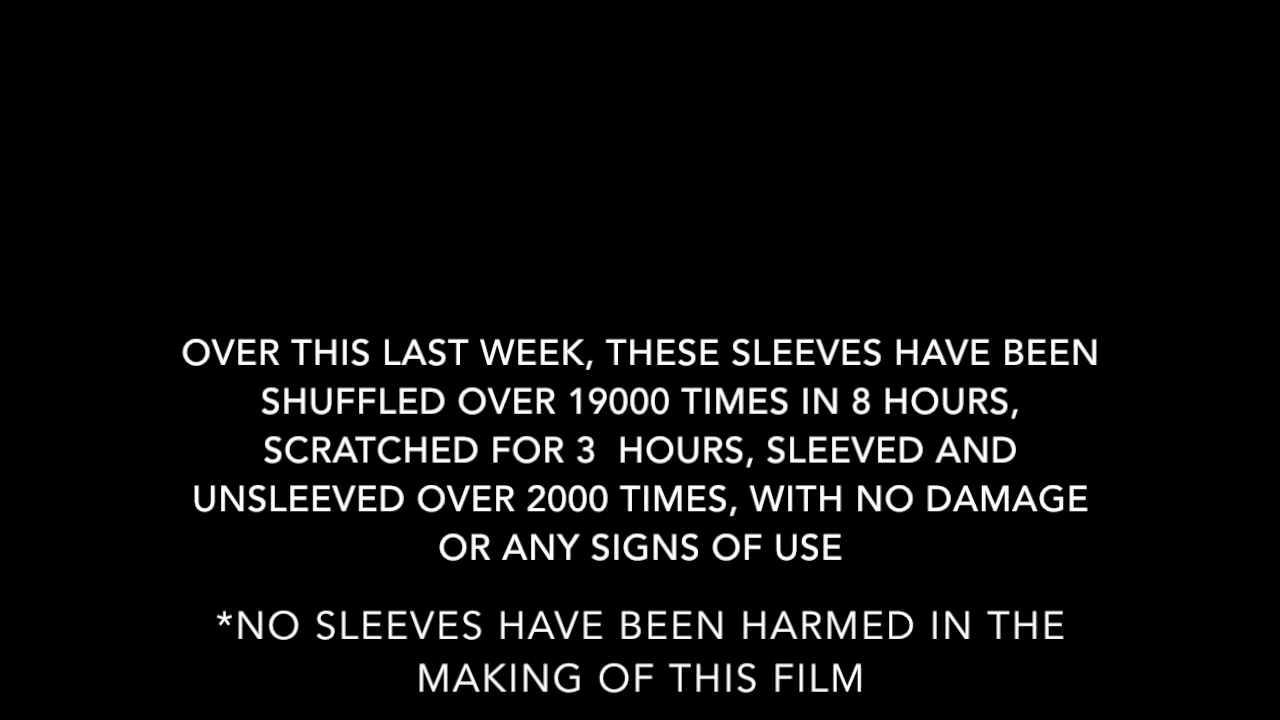 OVER THIS LAST WEEK, THESE SLEEVES HAVE BEEN
SHUFFLED OVER 19000 TIMES IN 8 HOURS,
SCRATCHED FOR 3  HOURS, SLEEVED AND
UNSLEEVED OVER 2000 TIMES, WITH NO DAMAGE
OR ANY SIGNS OF USE
*NO SLEEVES HAVE BEEN HARMED IN THE
MAKING OF THIS FILM